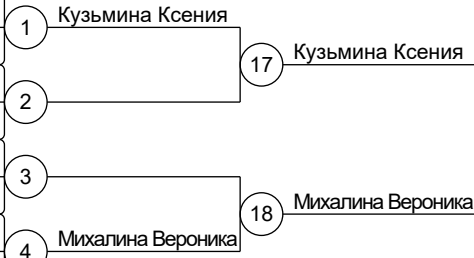 1 Кузьмина Ксения
17 Кузьмина Ксения
2
3
18 Михалина Вероника
4 Михалина Вероника